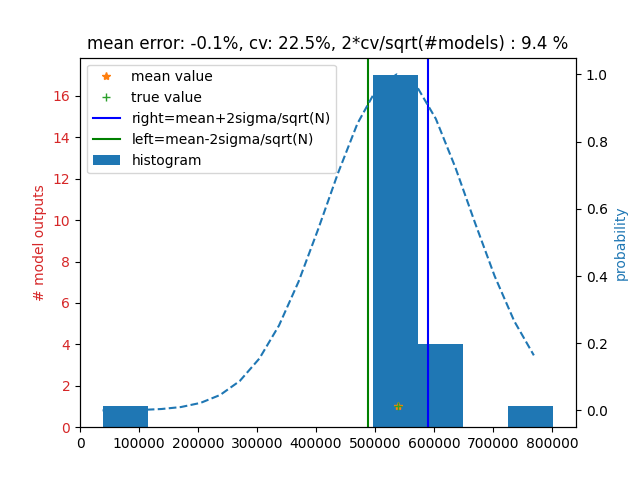 mean error: -0.1%, cv: 22.5%, 2*cv/sqrt(#models) : 9.4 %
mean value
true value
right=mean+2sigma/sqrt(N)
left=mean-2sigma/sqrt(N)
histogram
# model outputs
16
14
12
10
8
6
4
2
0
1.0
0.8
0.6
0.4
0.2
0.0
probability
0 100000 200000 300000 400000 500000 600000 700000 800000